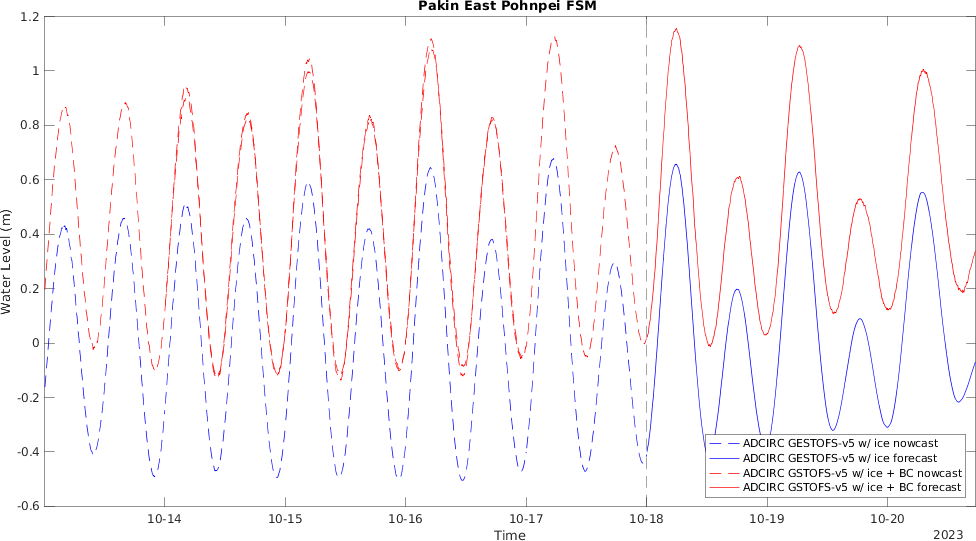 Pakin East Pohnpei FSM
1.2
1
0.8
0.6
0.4
0.2
0
-0.2
-0.4
-0.6
Water Level (m)
10-14
10-15
10-16
10-17
10-18
10-19
10-20
Time
2023
ADCIRC GESTOFS-v5 w/ ice nowcast
ADCIRC GESTOFS-v5 w/ ice forecast
ADCIRC GSTOFS-v5 w/ ice + BC nowcast
ADCIRC GSTOFS-v5 w/ ice + BC forecast